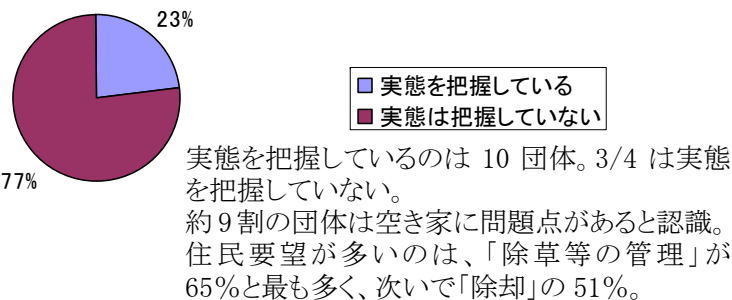 23%
実態を把握している
実態は把握していない
77%
実態を把握しているのは 10 団体。3/4 は実態
を把握していない。
約９割の団体は空き家に問題点があると認識。
住民要望が多いのは、「除草等の管理」が
65%と最も多く、次いで「除却」の 51%。